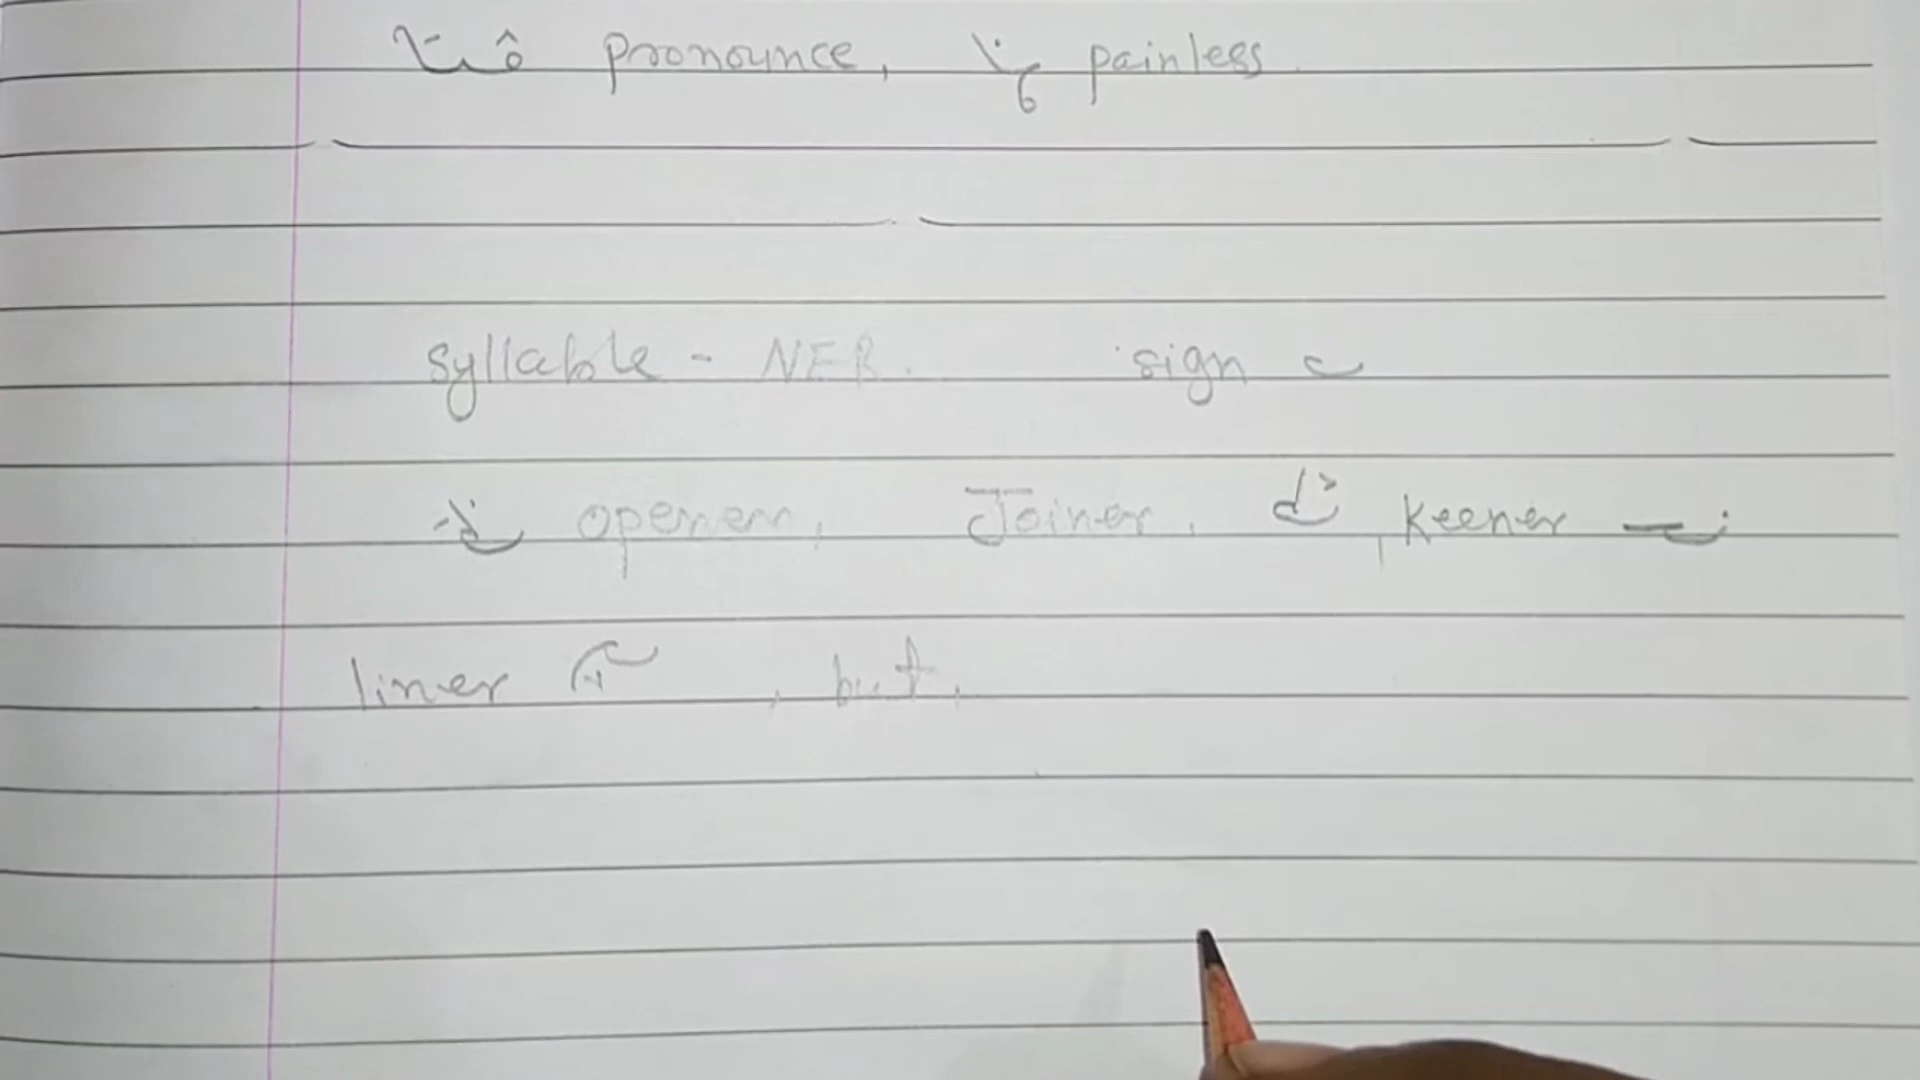 pronounce, painless
syllable - NER. sign
opener, Joiner, keener
liner , but,